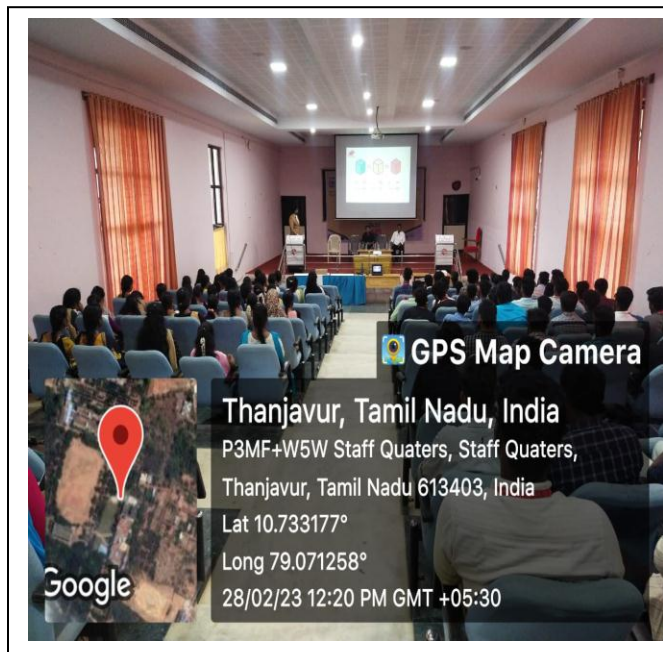 GPS Map Camera
Thanjavur, Tamil Nadu, India
P3MF+W5W Staff Quaters, Staff Quaters,
Thanjavur, Tamil Nadu 613403, India
Lat 10.733177°
Long 79.071258°
28/02/23 12:20 PM GMT +05:30
Google